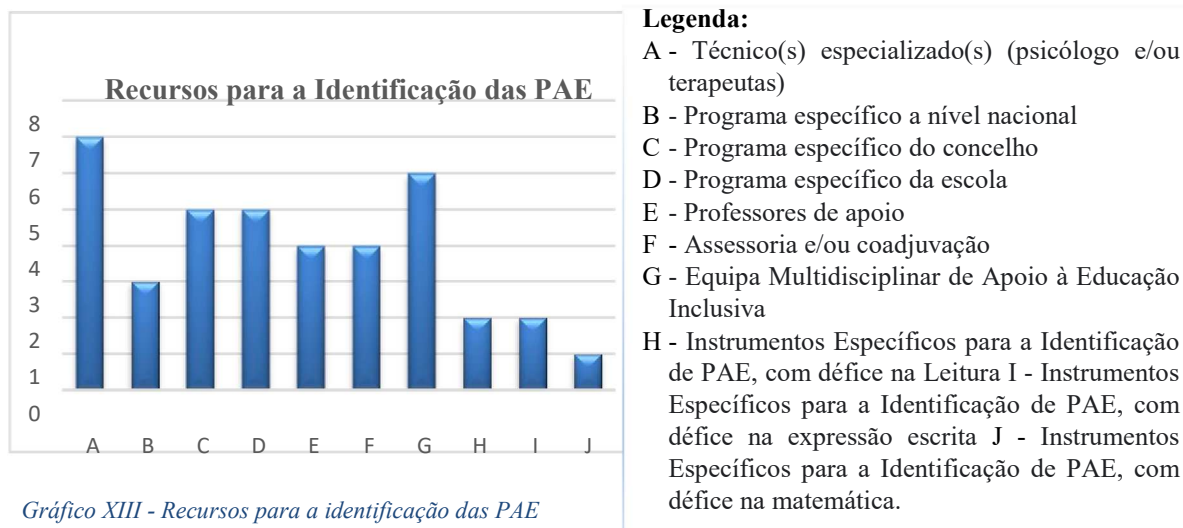 Recursos para a Identificação das PAE
8
7
6
5
4
3
2
1
0
A B C D E F G H I J
Gráfico XIII - Recursos para a identificação das PAE
Legenda:
A - Técnico(s) especializado(s) (psicólogo e/ou
terapeutas)
B - Programa específico a nível nacional
C - Programa específico do concelho
D - Programa específico da escola
E - Professores de apoio
F - Assessoria e/ou coadjuvação
G - Equipa Multidisciplinar de Apoio à Educação
Inclusiva
H - Instrumentos Específicos para a Identificação
de PAE, com défice na Leitura I - Instrumentos
Específicos para a Identificação de PAE, com
défice na expressão escrita J - Instrumentos
Específicos para a Identificação de PAE, com
défice na matemática.